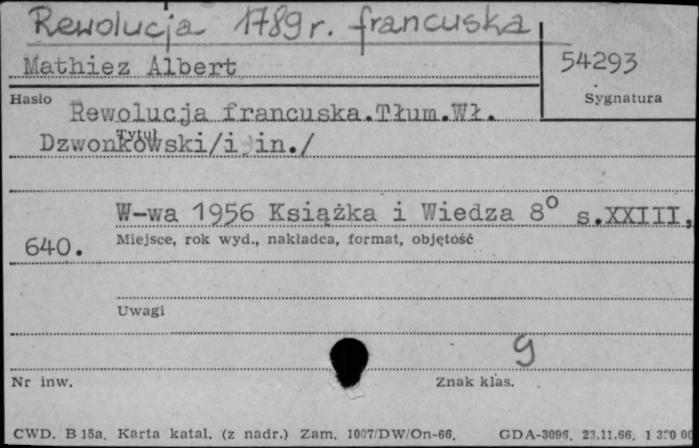 Rewolucja 1789 r. francuska
Mathiez Albert
54293
Hasło
Sygnatura
Rewolucja francuska.Tłum.Wł.
Tytuł
Dzwonkowski/i in./
W-wa 1956 Książka i Wiedza 8° s.XXIII,
640.
Miejsce, rok wyd., nakładca, format, objętość
Uwagi
9
Nr inw.
Znak klas.
CWD. B 15a. Karta katal. (z nadr.) Zam. 1007/DW/On-66. GDA-3096. 23.11.66.